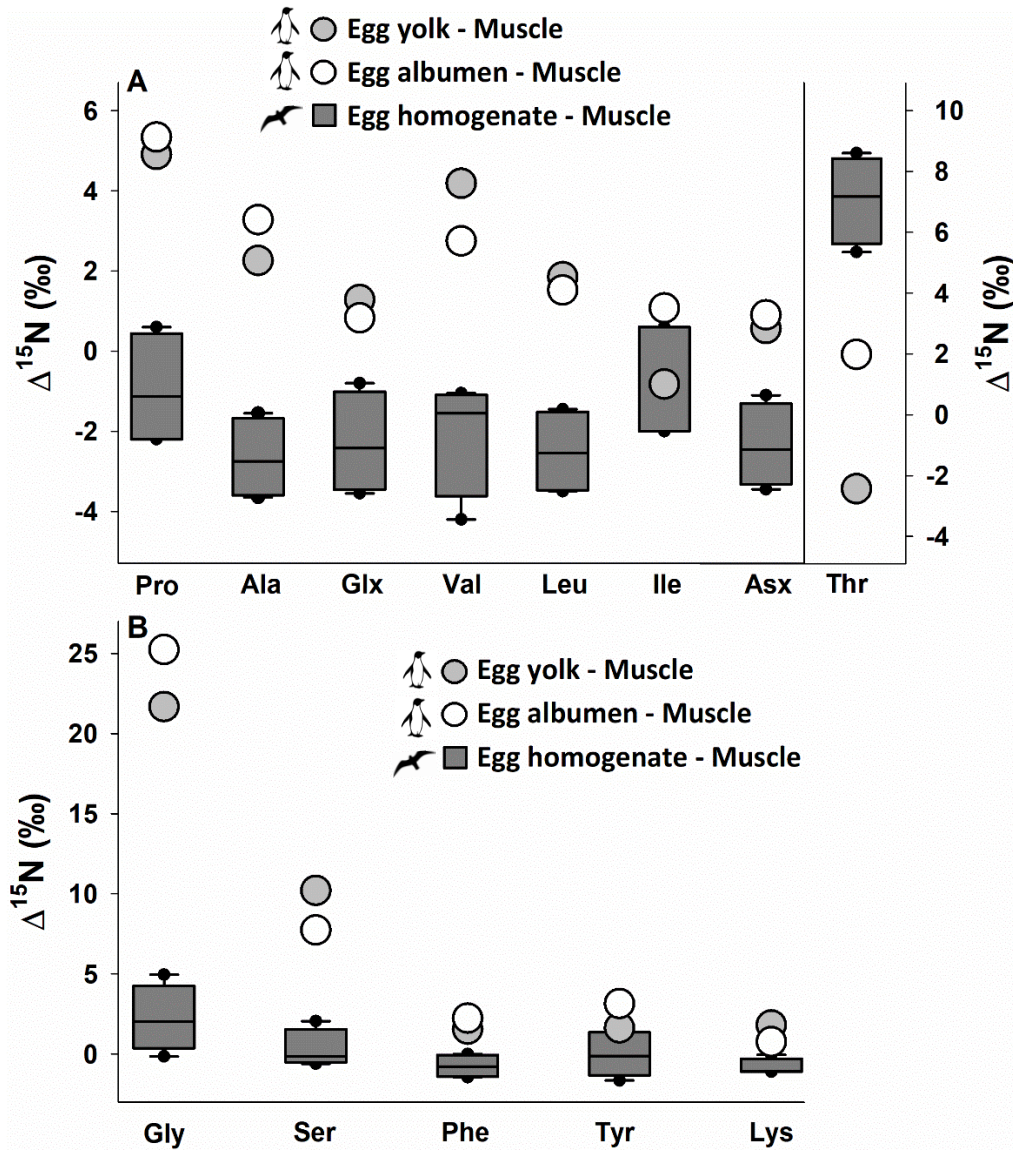 Egg yolk - Muscle
Egg albumen - Muscle
Egg homogenate - Muscle
A
6
4
2
0
-2
-4
Δ¹⁵N (‰)
10
8
6
4
2
0
-2
-4
Δ¹⁵N (‰)
Pro Ala Glx Val Leu Ile Asx Thr
B
Egg yolk - Muscle
Egg albumen - Muscle
Egg homogenate - Muscle
25
20
15
10
5
0
Δ¹⁵N (‰)
Gly Ser Phe Tyr Lys